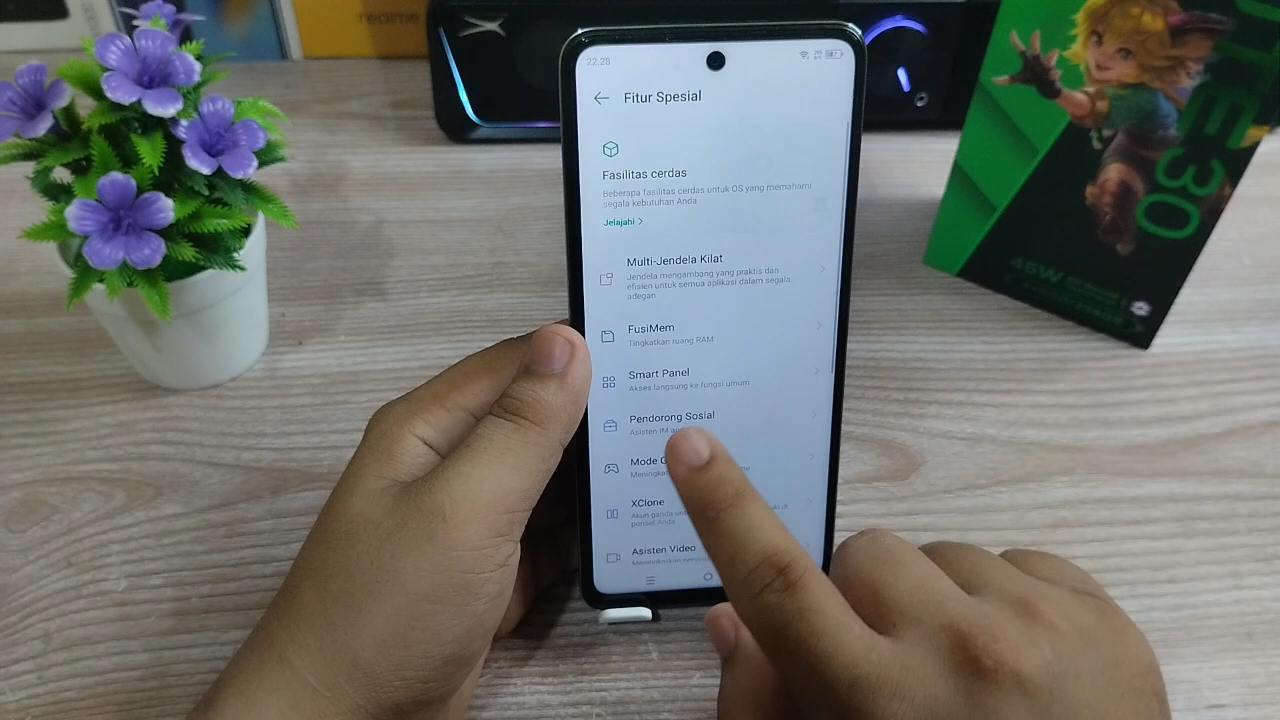 realme
22.28
Fitur Spesial
Fasilitas cerdas
Beberapa fasilitas cerdas untuk OS yang memahami
segala kebutuhan Anda
Jelajahi >
Multi-Jendela Kilat
Jendela mengambang yang praktis dan
efisien untuk semua aplikasi dalam segala
adegan
FusiMem
Tingkatkan ruang RAM
Smart Panel
Akses langsung ke fungsi umum
Pendorong Sosial
Asisten IM
Mode
XClone
Akun ganda
ponsel Anda
Asisten Video
TE30
45W